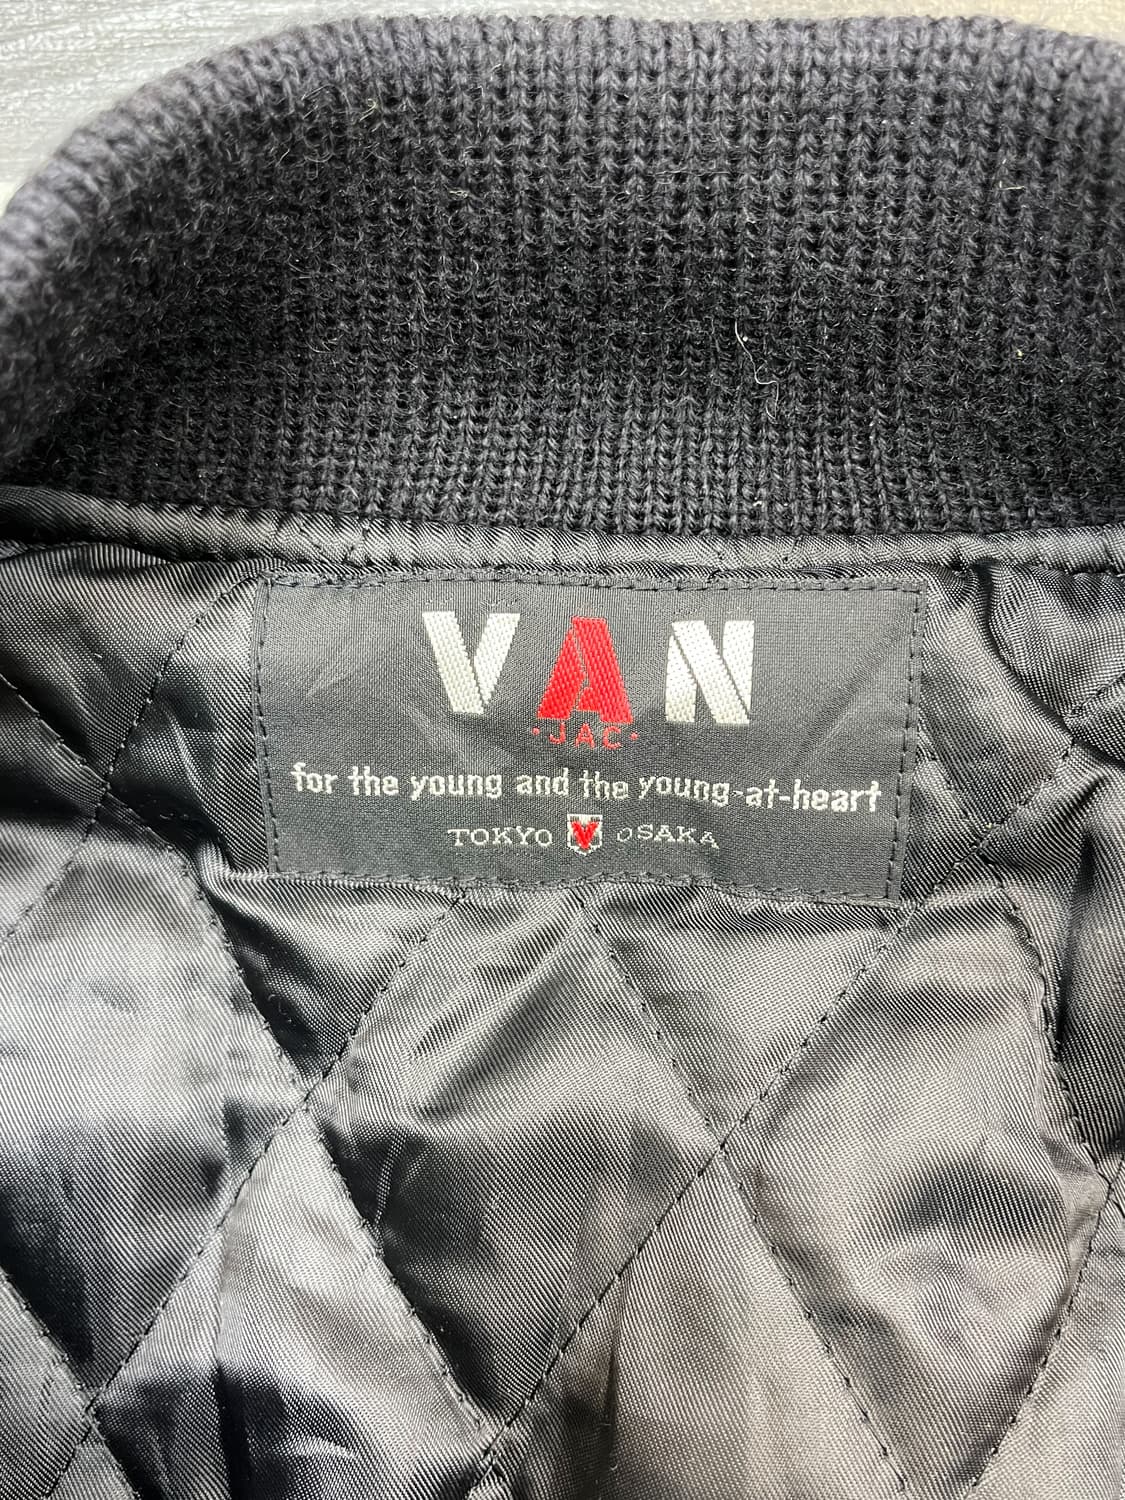 VAN
·JAC·
for the young and the young-at-heart
TOKYO V OSAKA